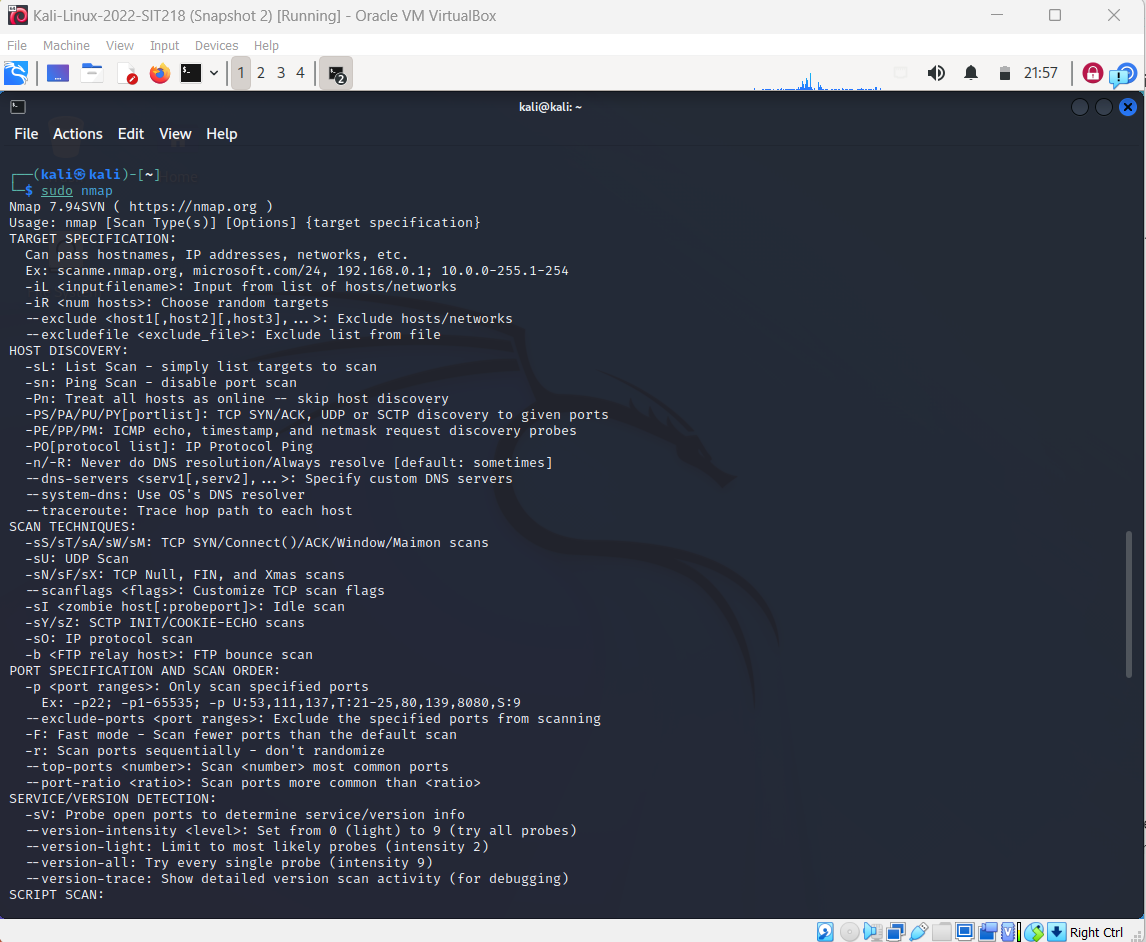 Kali-Linux-2022-SIT218 (Snapshot 2) [Running] - Oracle VM VirtualBox
File Machine View Input Devices Help
1 2 3 4 2 21:57
kali@kali: ~
File Actions Edit View Help
┌──(kali㉿kali)-[~]
└─$ sudo nmap
Nmap 7.94SVN ( https://nmap.org )
Usage: nmap [Scan Type(s)] [Options] {target specification}
TARGET SPECIFICATION:
  Can pass hostnames, IP addresses, networks, etc.
  Ex: scanme.nmap.org, microsoft.com/24, 192.168.0.1; 10.0.0-255.1-254
  -iL <inputfilename>: Input from list of hosts/networks
  -iR <num hosts>: Choose random targets
  --exclude <host1[,host2][,host3],...>: Exclude hosts/networks
  --excludefile <exclude_file>: Exclude list from file
HOST DISCOVERY:
  -sL: List Scan - simply list targets to scan
  -sn: Ping Scan - disable port scan
  -Pn: Treat all hosts as online -- skip host discovery
  -PS/PA/PU/PY[portlist]: TCP SYN/ACK, UDP or SCTP discovery to given ports
  -PE/PP/PM: ICMP echo, timestamp, and netmask request discovery probes
  -PO[protocol list]: IP Protocol Ping
  -n/-R: Never do DNS resolution/Always resolve [default: sometimes]
  --dns-servers <serv1[,serv2],...>: Specify custom DNS servers
  --system-dns: Use OS's DNS resolver
  --traceroute: Trace hop path to each host
SCAN TECHNIQUES:
  -sS/sT/sA/sW/sM: TCP SYN/Connect()/ACK/Window/Maimon scans
  -sU: UDP Scan
  -sN/sF/sX: TCP Null, FIN, and Xmas scans
  --scanflags <flags>: Customize TCP scan flags
  -sI <zombie host[:probeport]>: Idle scan
  -sY/sZ: SCTP INIT/COOKIE-ECHO scans
  -sO: IP protocol scan
  -b <FTP relay host>: FTP bounce scan
PORT SPECIFICATION AND SCAN ORDER:
  -p <port ranges>: Only scan specified ports
    Ex: -p22; -p1-65535; -p U:53,111,137,T:21-25,80,139,8080,S:9
  --exclude-ports <port ranges>: Exclude the specified ports from scanning
  -F: Fast mode - Scan fewer ports than the default scan
  -r: Scan ports sequentially - don't randomize
  --top-ports <number>: Scan <number> most common ports
  --port-ratio <ratio>: Scan ports more common than <ratio>
SERVICE/VERSION DETECTION:
  -sV: Probe open ports to determine service/version info
  --version-intensity <level>: Set from 0 (light) to 9 (try all probes)
  --version-light: Limit to most likely probes (intensity 2)
  --version-all: Try every single probe (intensity 9)
  --version-trace: Show detailed version scan activity (for debugging)
SCRIPT SCAN:
Right Ctrl